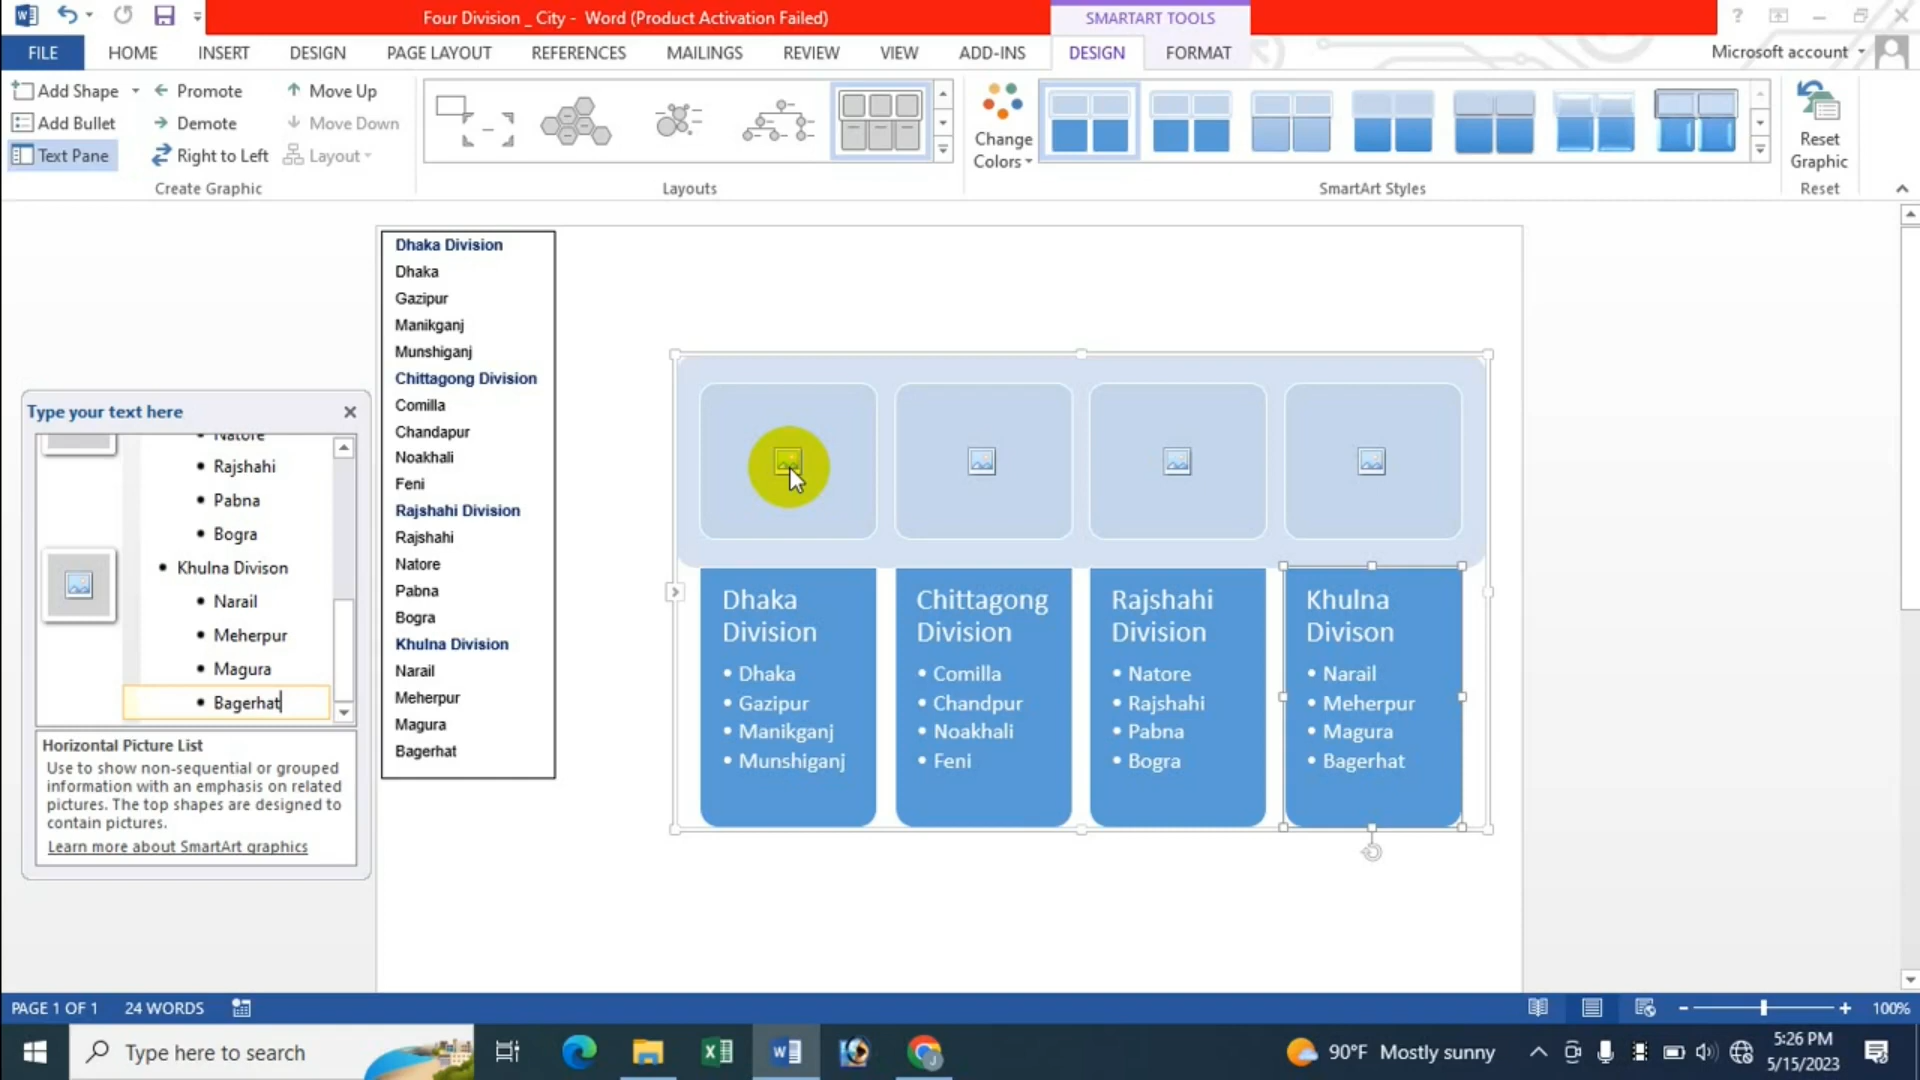 Four Division _ City - Word (Product Activation Failed)
SMARTART TOOLS
?
FILE
HOME
INSERT
DESIGN
PAGE LAYOUT
REFERENCES
MAILINGS
REVIEW
VIEW
ADD-INS
DESIGN
FORMAT
Microsoft account
Add Shape
Promote
Move Up
Add Bullet
Demote
Move Down
Text Pane
Right to Left
Layout
Create Graphic
Layouts
Change
Colors
SmartArt Styles
Reset
Graphic
Reset
Dhaka Division
Dhaka
Gazipur
Manikganj
Munshiganj
Chittagong Division
Comilla
Chandapur
Noakhali
Feni
Rajshahi Division
Rajshahi
Natore
Pabna
Bogra
Khulna Division
Narail
Meherpur
Magura
Bagerhat
Type your text here
• Natore
• Rajshahi
• Pabna
• Bogra
• Khulna Divison
• Narail
• Meherpur
• Magura
• Bagerhat
Horizontal Picture List
Use to show non-sequential or grouped
information with an emphasis on related
pictures. The top shapes are designed to
contain pictures.
Learn more about SmartArt graphics
Dhaka
Division
• Dhaka
• Gazipur
• Manikganj
• Munshiganj
Chittagong
Division
• Comilla
• Chandpur
• Noakhali
• Feni
Rajshahi
Division
• Natore
• Rajshahi
• Pabna
• Bogra
Khulna
Divison
• Narail
• Meherpur
• Magura
• Bagerhat
PAGE 1 OF 1
24 WORDS
100%
Type here to search
90°F Mostly sunny
5:26 PM
5/15/2023